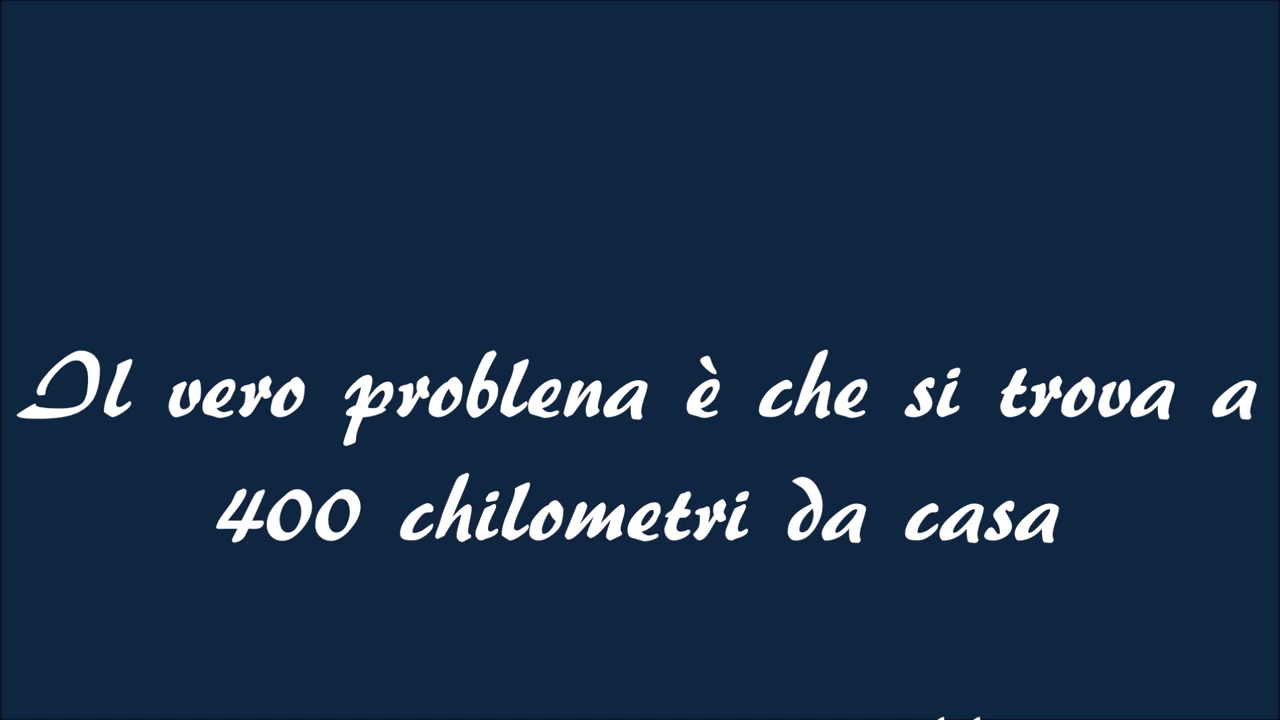 Il vero problena è che si trova a
400 chilometri da casa